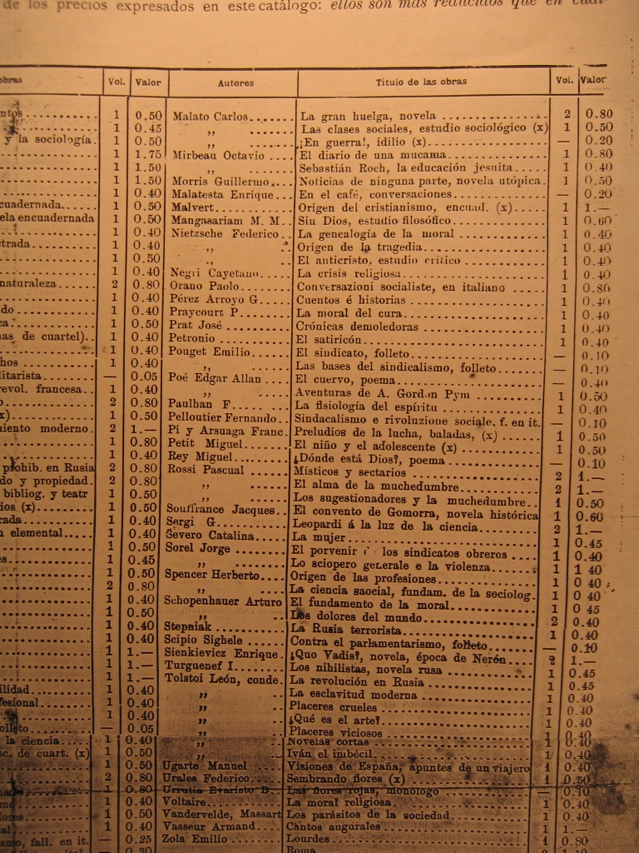 de los precios expresados en este catálogo: ellos son más reducidos que en
obras Vol. Valor Autores Título de las obras Vol. Valor
1 0.50 Malato Carlos La gran huelga, novela 2 0.80
1 0.45 ,, Las clases sociales, estudio sociológico (x) 1 0.50
y la sociología. 1 0.50 ,, ¡En guerra!, idilio (x) — 0.20
1 1.75 Mirbeau Octavio El diario de una mucama 1 0.80
1 1.50 ,, Sebastián Roch, la educación jesuita 1 0.40
1 1.50 Morris Guillermo Noticias de ninguna parte, novela utópica. 1 0.50
1 0.40 Malatesta Enrique En el café, conversaciones — 0.20
cuadernada. 1 0.50 Malvert Origen del cristianismo, encuad. (x) 1 1.—
ela encuadernada 1 0.50 Mangasariam M. M. Sin Dios, estudio filosófico 1 0.60
1 0.40 Nietzsche Federico La genealogía de la moral 1 0.40
strada 1 0.40 ,, Origen de la tragedia 1 0.40
1 0.50 ,, El anticristo, estudio crítico 1 0.40
1 0.40 Negri Cayetano La crisis religiosa 1 0.40
naturaleza 2 0.80 Orano Paolo Conversazioni socialiste, en italiano 1 0.80
1 0.40 Pérez Arroyo G Cuentos é historias 1 0.40
do 1 0.40 Praycourt P La moral del cura 1 0.40
1 0.50 Prat José Crónicas demoledoras 1 0.40
as de cuartel) 1 0.40 Petronio El satiricón 1 0.40
1 0.40 Pouget Emilio El sindicato, folleto — 0.10
hos 1 0.40 ,, Las bases del sindicalismo, folleto — 0.10
litarista — 0.05 Poé Edgar Allan El cuervo, poema — 0.40
revol. francesa. 1 0.40 ,, Aventuras de A. Gordon Pym 1 0.50
2 0.80 Paulhan F La fisiología del espíritu 1 0.40
x) 1 0.50 Pelloutier Fernando Sindacalismo e rivoluzione sociale. f. en it. — 0.10
iento moderno. 2 1.— Pi y Arsuaga Franc. Preludios de la lucha, baladas, (x) 1 0.50
1 0.80 Petit Miguel El niño y el adolescente (x) 1 0.50
1 0.40 Rey Miguel ¿Dónde está Dios?, poema — 0.10
prohib. en Rusia 2 0.80 Rossi Pascual Místicos y sectarios 2 1.—
do y propiedad. 2 0.80 ,, El alma de la muchedumbre 2 1.—
bibliog. y teatr 1 0.50 ,, Los sugestionadores y la muchedumbre 1 0.50
ios (x) 1 0.50 Souffrance Jacques El convento de Gomorra, novela histórica 1 0.60
rada 1 0.40 Sergi G Leopardi á la luz de la ciencia 2 1.—
n elemental 1 0.40 Severo Catalina La mujer 1 0.45
1 0.50 Sorel Jorge El porvenir los sindicatos obreros 1 0.40
1 0.45 ,, Lo sciopero generale e la violenza 1 1 40
1 0.50 Spencer Herberto Origen de las profesiones 1 0 40
2 0.80 ,, La ciencia saocial, fundam. de la sociolog. 1 0 40
1 0.40 Schopenhauer Arturo El fundamento de la moral 1 0 45
1 0.50 ,, Los dolores del mundo 2 0.40
1 0.40 Stepniak La Rusia terrorista 1 0.40
1 0.40 Scipio Sighele Contra el parlamentarismo, folleto — 0.10
1 1.— Sienkievicz Enrique ¿Quo Vadis?, novela, época de Nerón 2 1.—
1 1.— Turguenef I Los nihilistas, novela rusa 1 0.45
1 1.— Tolstoi León, conde La revolución en Rusia 1 0.45
ilidad 1 0.40 ,, La esclavitud moderna 1 0.40
esional 1 0.40 ,, Placeres crueles 1 0.40
1 0.40 ,, ¿Qué es el arte? 1 0.40
0.05 ,, Placeres viciosos 1 0.40
la ciencia 1 0.40 ,, Novelas cortas 1 0.40
sc. de cuart. (x) 1 0.50 ,, Iván el imbécil 1 0.40
2 0.50 Ugarte Manuel Visiones de España, apuntes de un viajero 1 0.40
2 0.80 Urales Federico Sembrando flores (x) 1 0.50
1 0.80 Urrutia Evaristo B. Las flores rojas, monólogo — 0.10
1 0.40 Voltaire La moral religiosa 1 0.40
1 0.50 Vandervelde, Massart Los parásitos de la sociedad 1 0.40
1 0.40 Vasseur Armand Cantos augurales 1 1.—
smo, fall. en it. — 0.25 Zola Emilio Lourdes 2 0.80
0.30 Roma